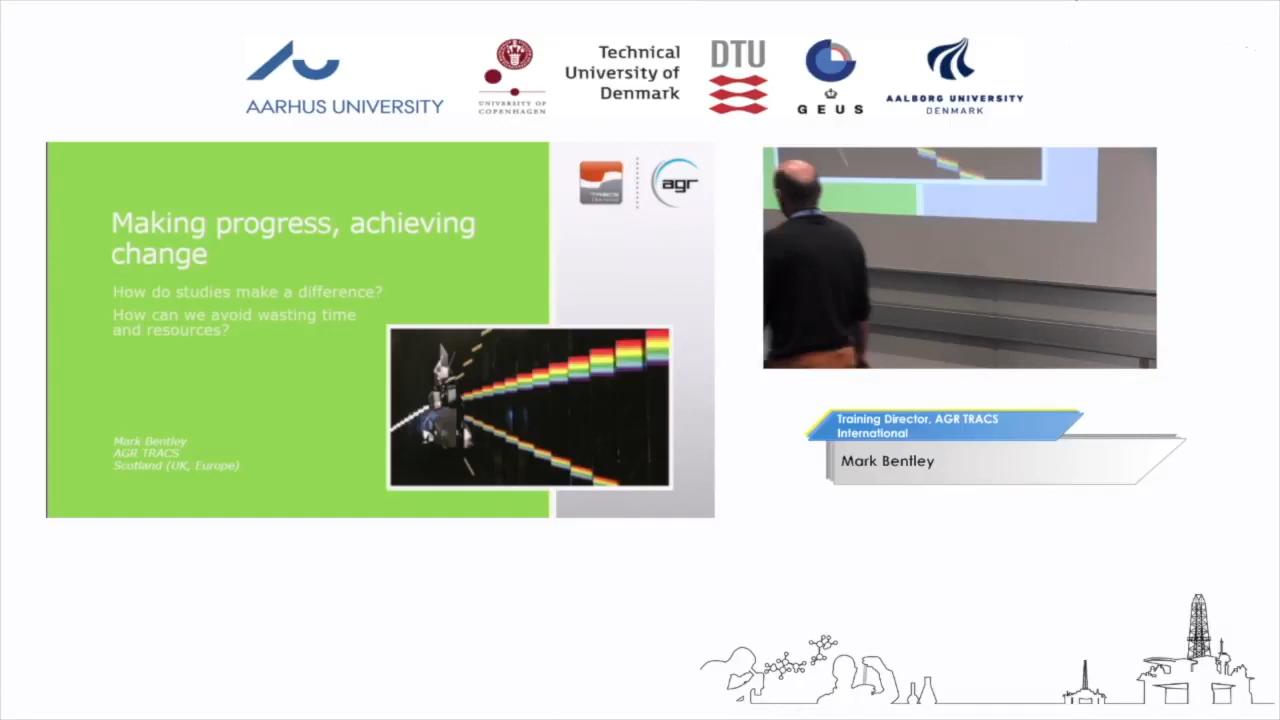 AARHUS UNIVERSITY
UNIVERSITY OF
COPENHAGEN
Technical
University of
Denmark
DTU
G E U S
AALBORG UNIVERSITY
DENMARK
TRACS
TRAINING
agr
Making progress, achieving
change
How do studies make a difference?
How can we avoid wasting time
and resources?
Mark Bentley
AGR TRACS
Scotland (UK, Europe)
Training Director, AGR TRACS
International
Mark Bentley